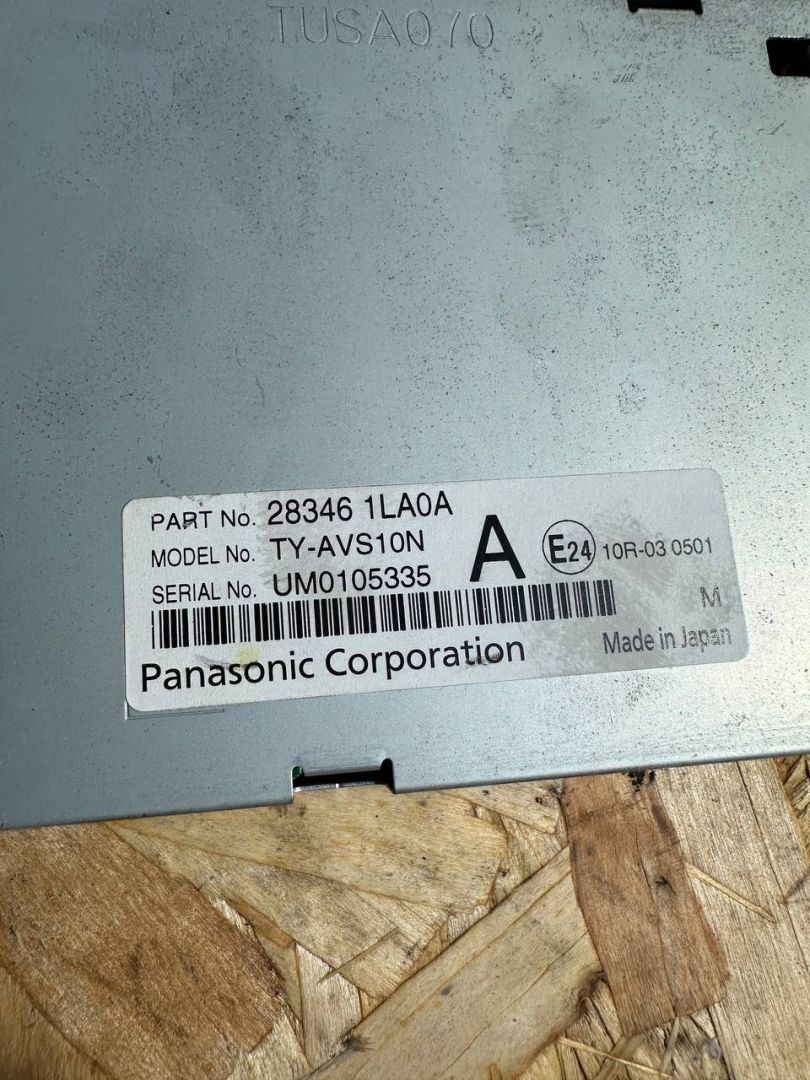 TUSA070
PART No. 28346 1LA0A
MODEL No. TY-AVS10N
SERIAL No. UM0105335
A
E24 10R-03 0501
M
Panasonic Corporation
Made in Japan